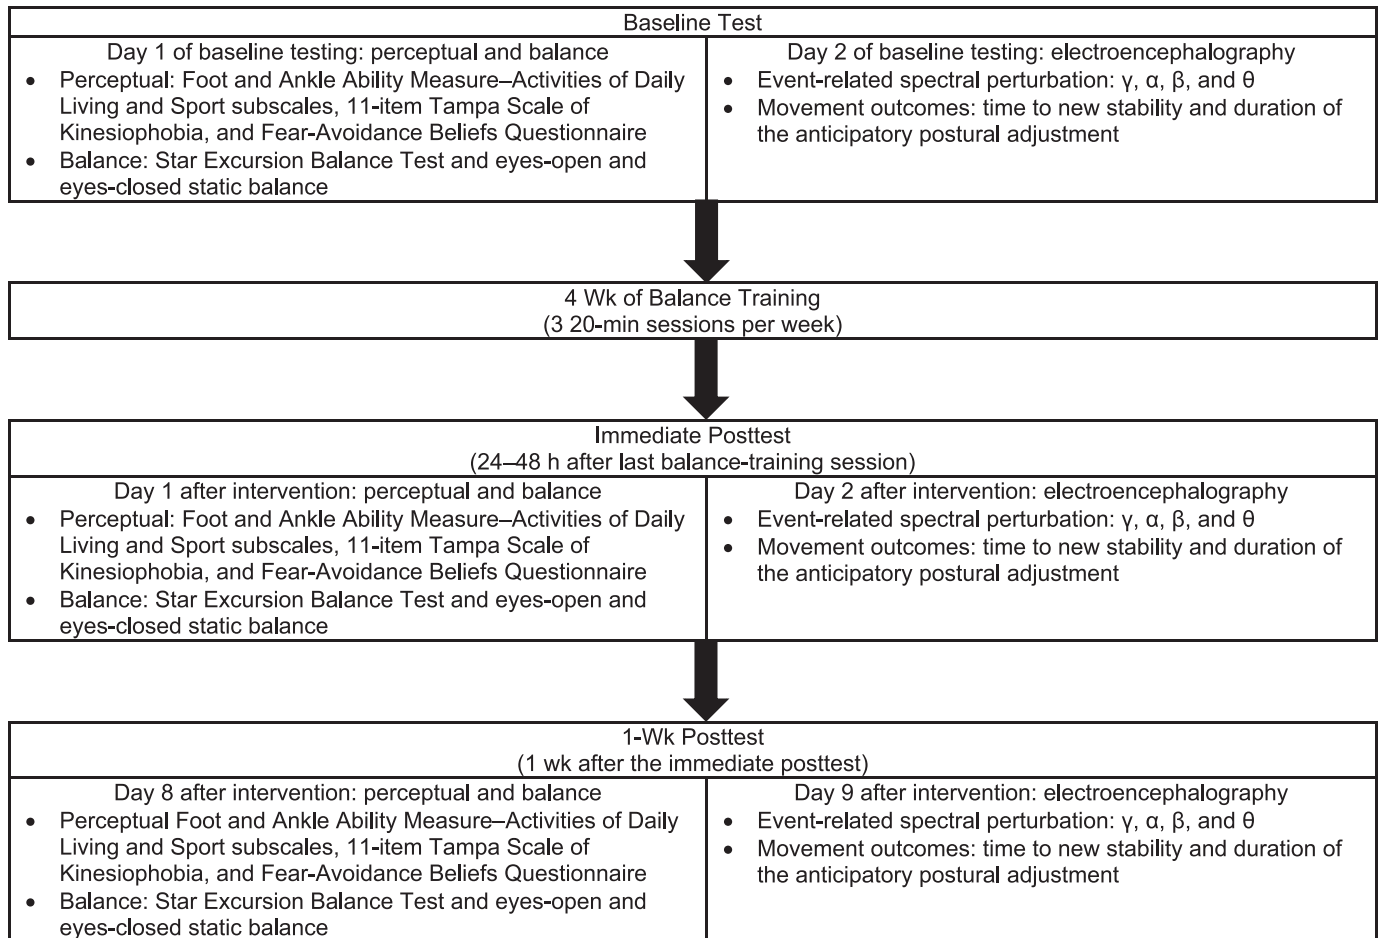 Baseline Test
Day 1 of baseline testing: perceptual and balance
• Perceptual: Foot and Ankle Ability Measure–Activities of Daily
Living and Sport subscales, 11-item Tampa Scale of
Kinesiophobia, and Fear-Avoidance Beliefs Questionnaire
• Balance: Star Excursion Balance Test and eyes-open and
eyes-closed static balance
Day 2 of baseline testing: electroencephalography
• Event-related spectral perturbation: γ, α, β, and θ
• Movement outcomes: time to new stability and duration of
the anticipatory postural adjustment
4 Wk of Balance Training
(3 20-min sessions per week)
Immediate Posttest
(24–48 h after last balance-training session)
Day 1 after intervention: perceptual and balance
• Perceptual: Foot and Ankle Ability Measure–Activities of Daily
Living and Sport subscales, 11-item Tampa Scale of
Kinesiophobia, and Fear-Avoidance Beliefs Questionnaire
• Balance: Star Excursion Balance Test and eyes-open and
eyes-closed static balance
Day 2 after intervention: electroencephalography
• Event-related spectral perturbation: γ, α, β, and θ
• Movement outcomes: time to new stability and duration of
the anticipatory postural adjustment
1-Wk Posttest
(1 wk after the immediate posttest)
Day 8 after intervention: perceptual and balance
• Perceptual Foot and Ankle Ability Measure–Activities of Daily
Living and Sport subscales, 11-item Tampa Scale of
Kinesiophobia, and Fear-Avoidance Beliefs Questionnaire
• Balance: Star Excursion Balance Test and eyes-open and
eyes-closed static balance
Day 9 after intervention: electroencephalography
• Event-related spectral perturbation: γ, α, β, and θ
• Movement outcomes: time to new stability and duration of
the anticipatory postural adjustment